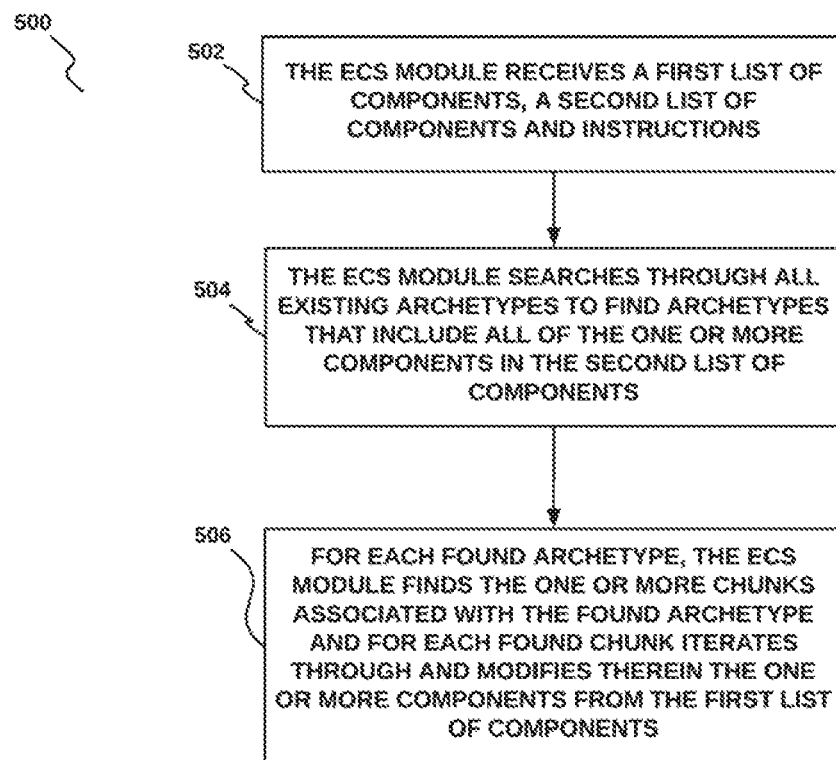 500
502
THE ECS MODULE RECEIVES A FIRST LIST OF
COMPONENTS, A SECOND LIST OF
COMPONENTS AND INSTRUCTIONS
504
THE ECS MODULE SEARCHES THROUGH ALL
EXISTING ARCHETYPES TO FIND ARCHETYPES
THAT INCLUDE ALL OF THE ONE OR MORE
COMPONENTS IN THE SECOND LIST OF
COMPONENTS
506
FOR EACH FOUND ARCHETYPE, THE ECS
MODULE FINDS THE ONE OR MORE CHUNKS
ASSOCIATED WITH THE FOUND ARCHETYPE
AND FOR EACH FOUND CHUNK ITERATES
THROUGH AND MODIFIES THEREIN THE ONE
OR MORE COMPONENTS FROM THE FIRST LIST
OF COMPONENTS